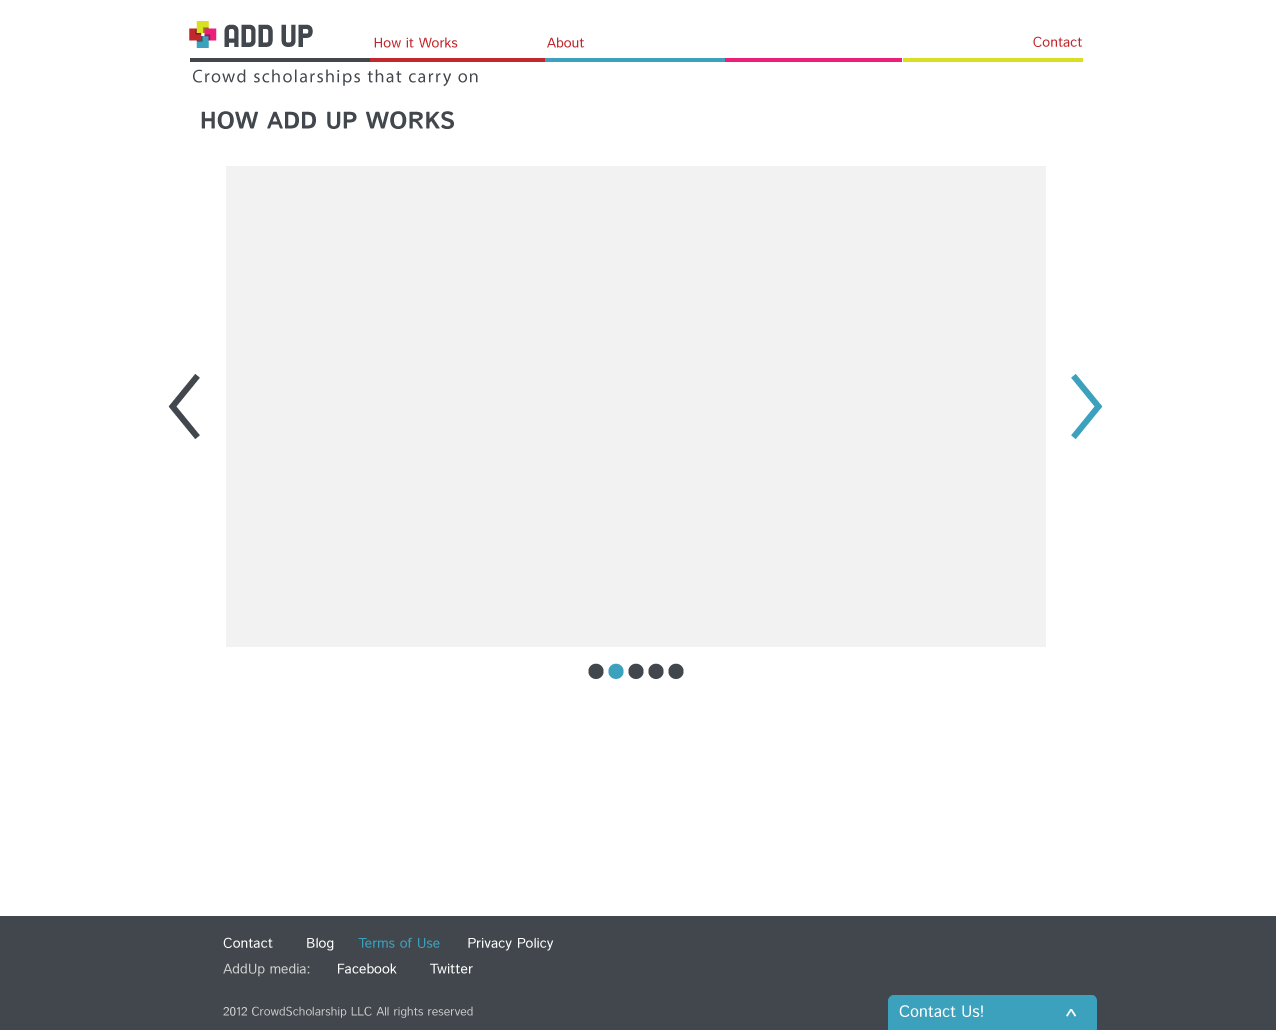 ADD UP
How it Works About Contact
Crowd scholarships that carry on
HOW ADD UP WORKS
Contact Blog Terms of Use Privacy Policy
AddUp media: Facebook Twitter
2012 CrowdScholarship LLC All rights reserved
Contact Us!